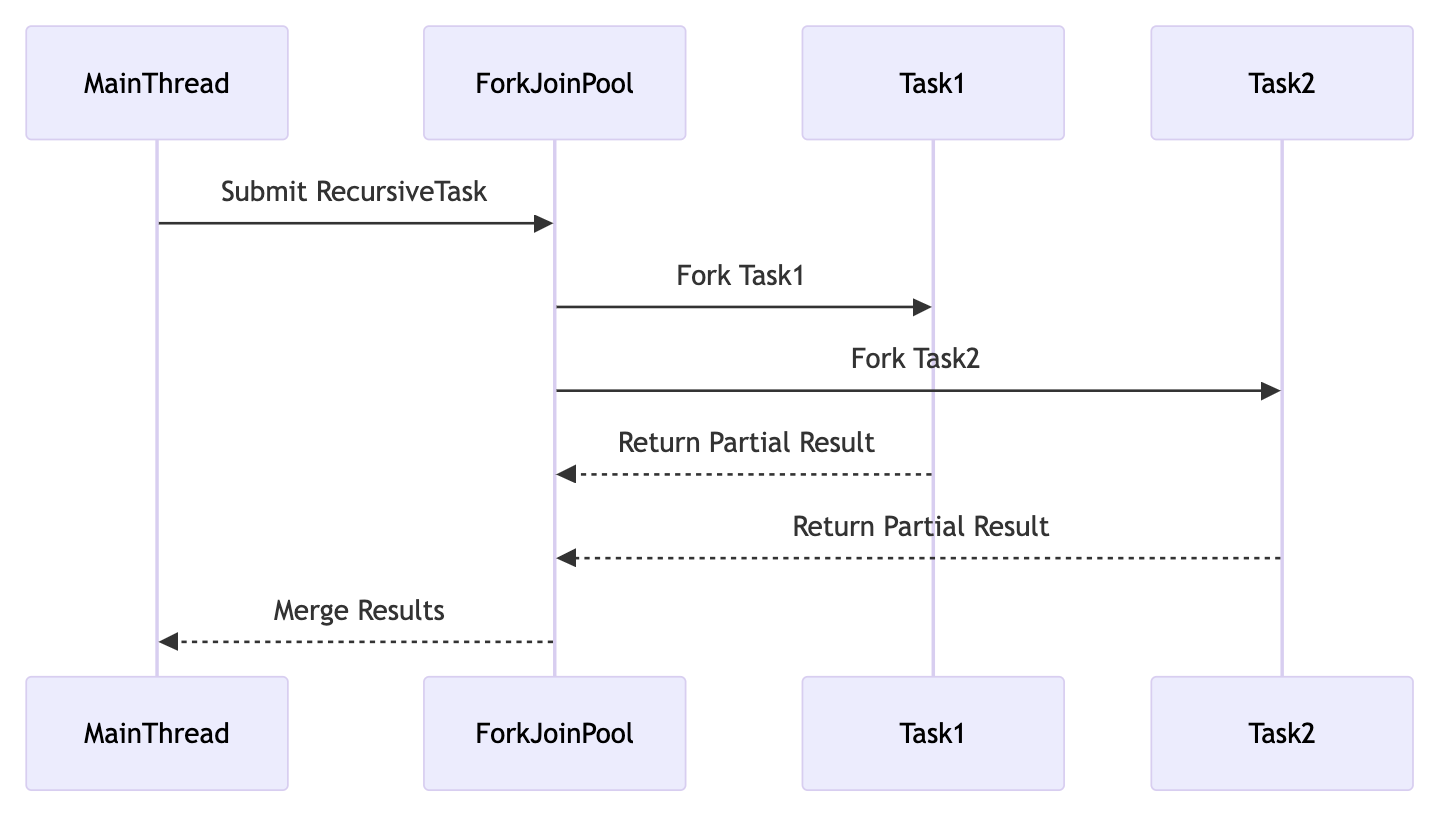 MainThread
ForkJoinPool
Task1
Task2
Submit RecursiveTask
Fork Task1
Fork Task2
Return Partial Result
Return Partial Result
Merge Results
MainThread
ForkJoinPool
Task1
Task2